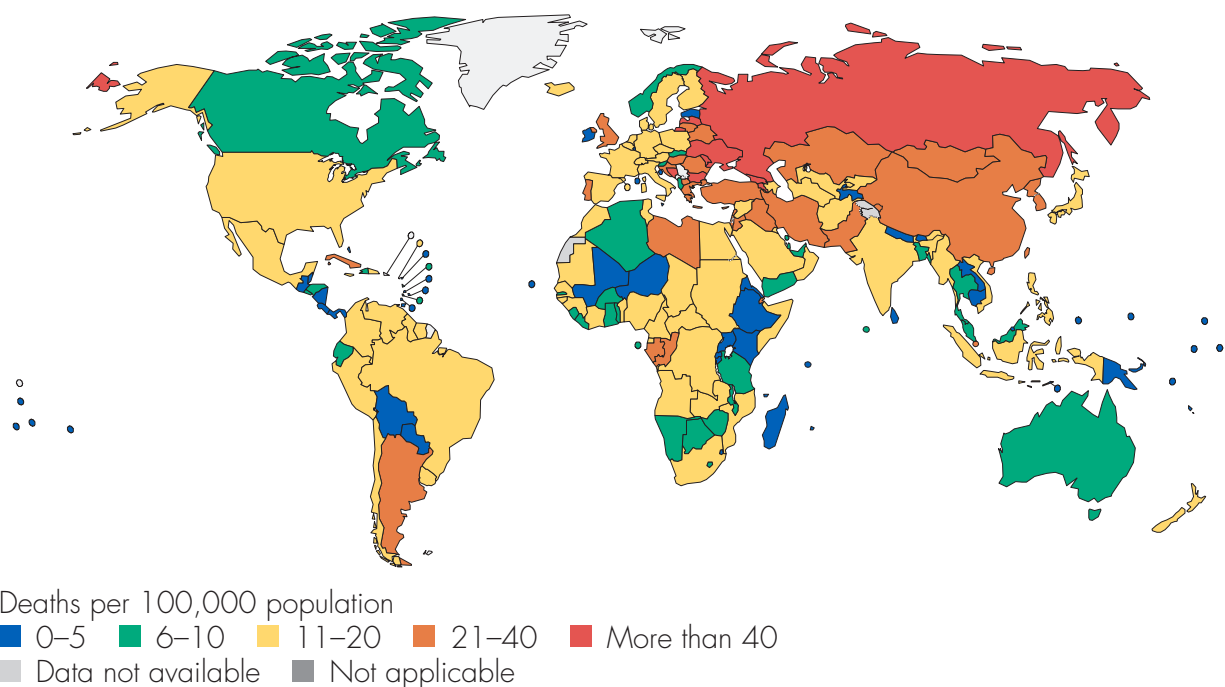 Deaths per 100,000 population
0–5 6–10 11–20 21–40 More than 40
Data not available Not applicable